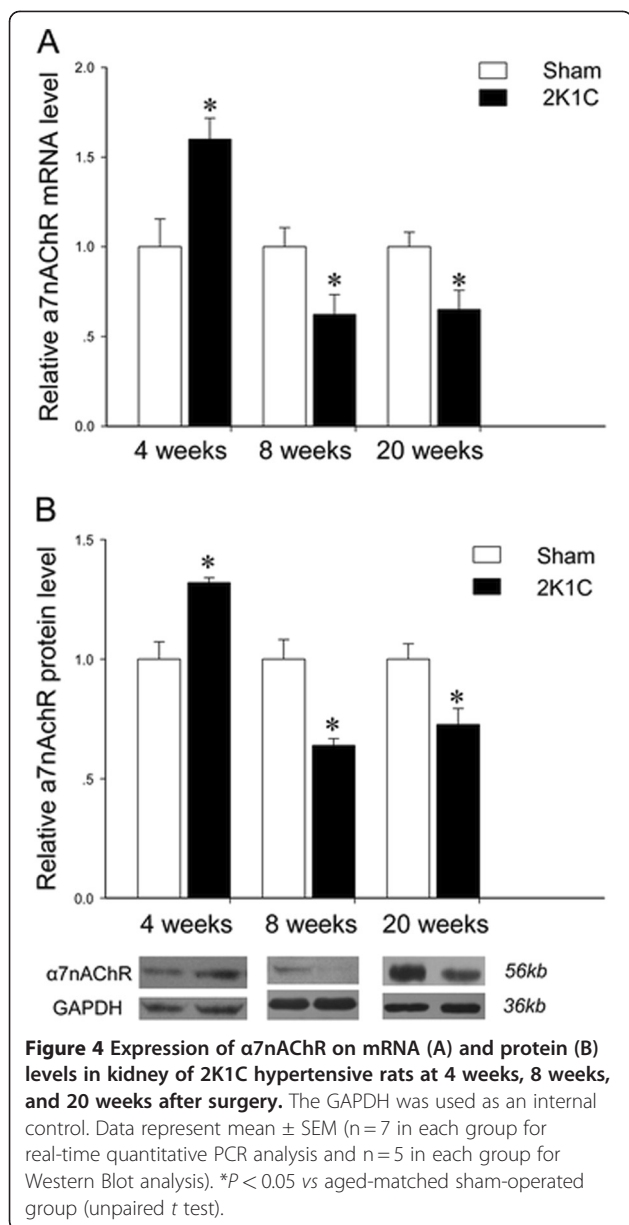 A
Relative a7nAChR mRNA level
2.0
1.5
1.0
.5
0.0
Sham
2K1C
*
*
*
4 weeks
8 weeks
20 weeks
B
Relative a7nAChR protein level
1.5
1.0
.5
0.0
Sham
2K1C
*
*
*
4 weeks
8 weeks
20 weeks
α7nAChR
56kb
GAPDH
36kb
Figure 4 Expression of α7nAChR on mRNA (A) and protein (B)
levels in kidney of 2K1C hypertensive rats at 4 weeks, 8 weeks,
and 20 weeks after surgery. The GAPDH was used as an internal
control. Data represent mean ± SEM (n = 7 in each group for
real-time quantitative PCR analysis and n = 5 in each group for
Western Blot analysis). *P < 0.05 vs aged-matched sham-operated
group (unpaired t test).